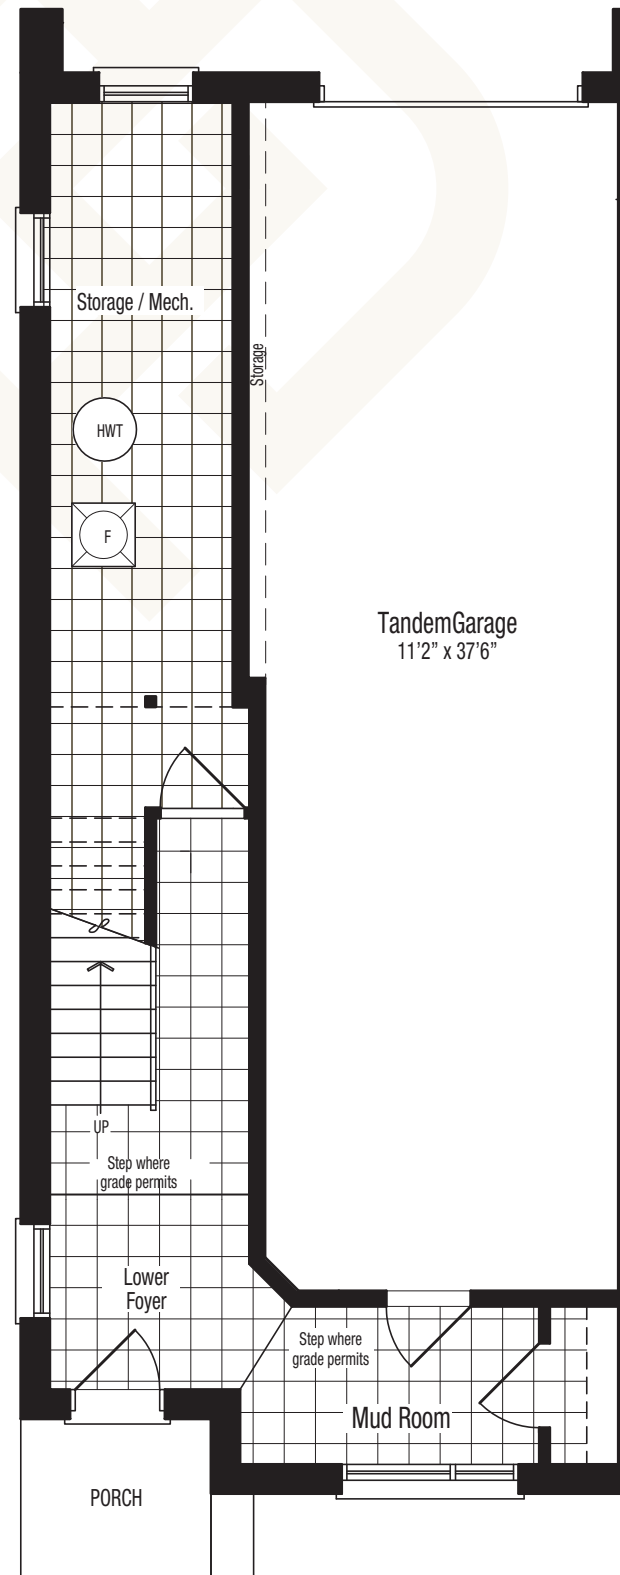 Storage / Mech.
Storage
HWT
F
TandemGarage
11’2” x 37’6”
UP
Step where
grade permits
Lower
Foyer
Step where
grade permits
Mud Room
PORCH